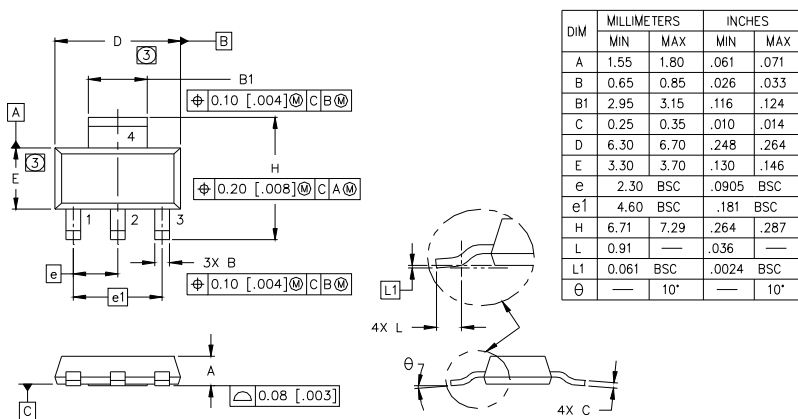 D
B
3
B1
⌖ 0.10 [.004]Ⓜ C BⓂ
A
4
3
E
H
⌖ 0.20 [.008]Ⓜ C AⓂ
1 2 3
e
3X B
e1
⌖ 0.10 [.004]Ⓜ C BⓂ
L1
4X L
A
θ
⌓ 0.08 [.003]
C
4X C
DIM MILLIMETERS INCHES
MIN MAX MIN MAX
A 1.55 1.80 .061 .071
B 0.65 0.85 .026 .033
B1 2.95 3.15 .116 .124
C 0.25 0.35 .010 .014
D 6.30 6.70 .248 .264
E 3.30 3.70 .130 .146
e 2.30 BSC .0905 BSC
e1 4.60 BSC .181 BSC
H 6.71 7.29 .264 .287
L 0.91 — .036 —
L1 0.061 BSC .0024 BSC
θ — 10° — 10°